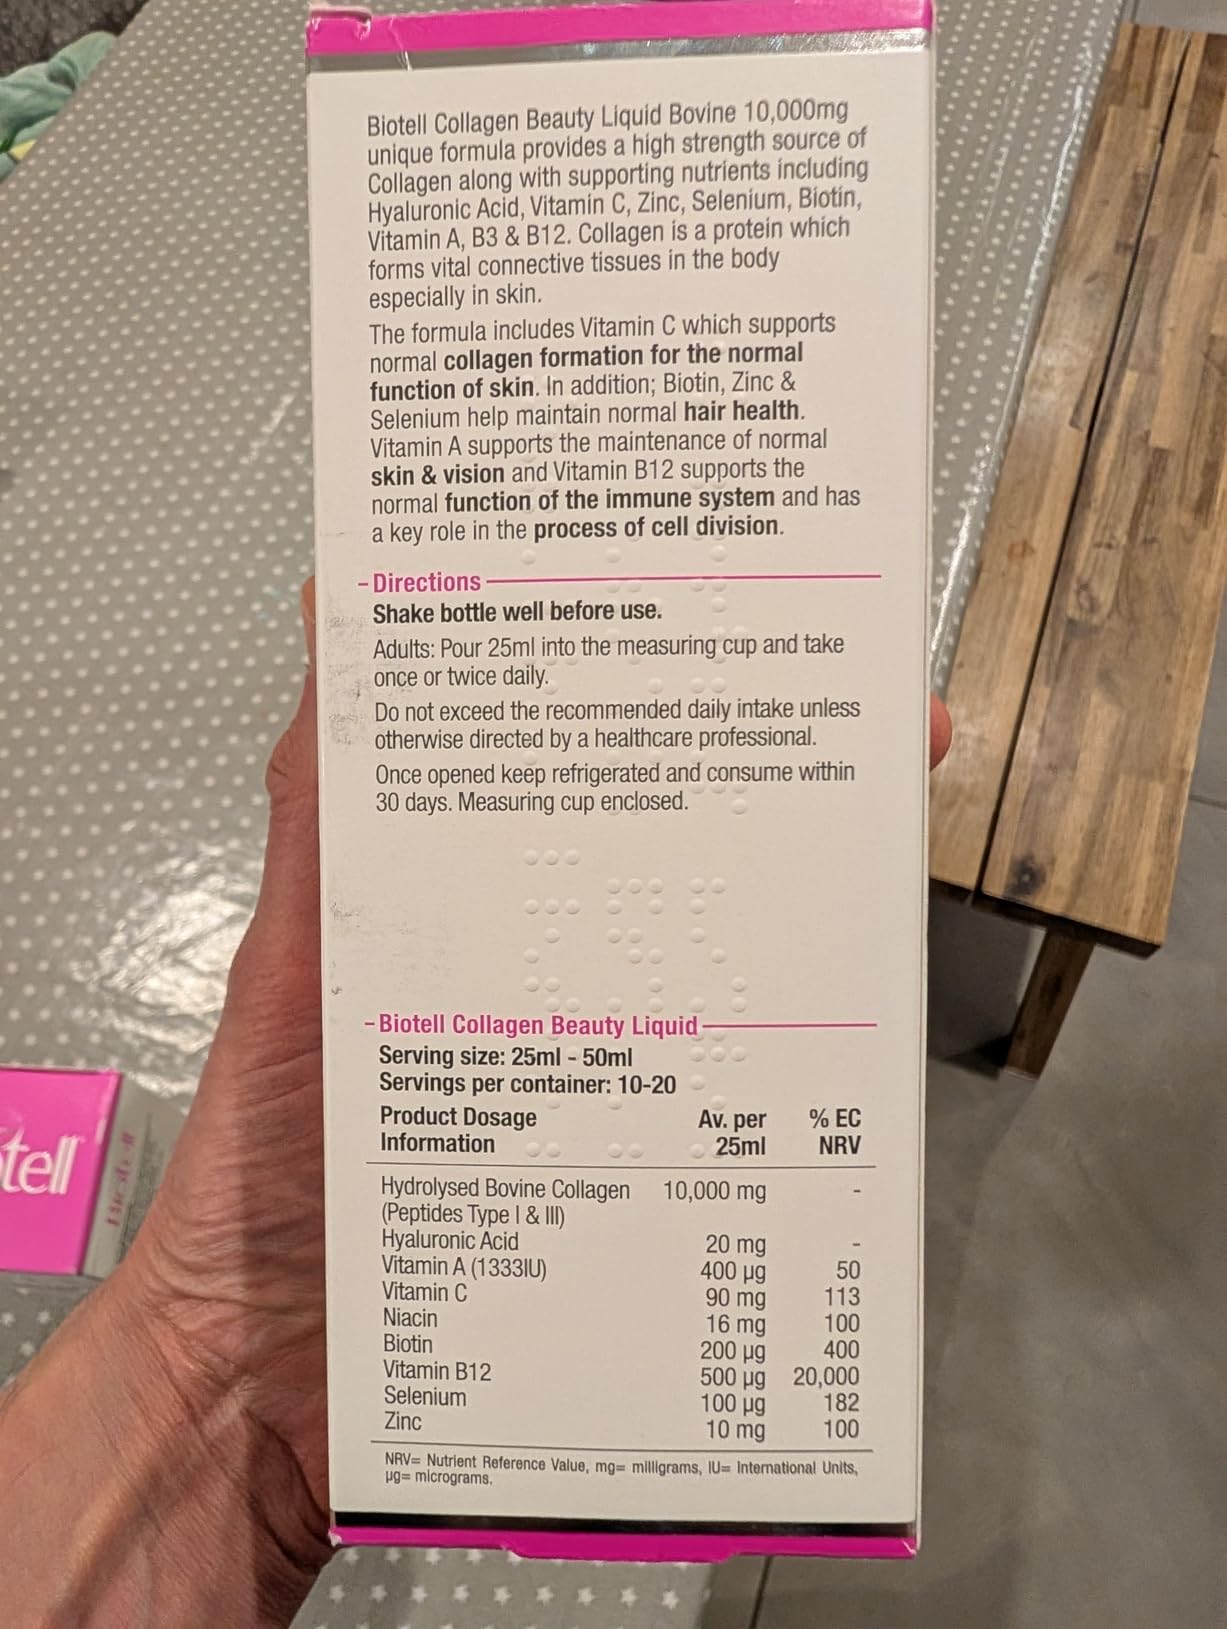 Biotell Collagen Beauty Liquid Bovine 10,000mg
unique formula provides a high strength source of
Collagen along with supporting nutrients including
Hyaluronic Acid, Vitamin C, Zinc, Selenium, Biotin,
Vitamin A, B3 & B12. Collagen is a protein which
forms vital connective tissues in the body
especially in skin.
The formula includes Vitamin C which supports
normal collagen formation for the normal
function of skin. In addition; Biotin, Zinc &
Selenium help maintain normal hair health.
Vitamin A supports the maintenance of normal
skin & vision and Vitamin B12 supports the
normal function of the immune system and has
a key role in the process of cell division.
- Directions
Shake bottle well before use.
Adults: Pour 25ml into the measuring cup and take
once or twice daily.
Do not exceed the recommended daily intake unless
otherwise directed by a healthcare professional.
Once opened keep refrigerated and consume within
30 days. Measuring cup enclosed.
- Biotell Collagen Beauty Liquid
Serving size: 25ml - 50ml
Servings per container: 10-20
Product Dosage Av. per % EC
Information 25ml NRV
Hydrolysed Bovine Collagen 10,000 mg -
(Peptides Type I & III)
Hyaluronic Acid 20 mg -
Vitamin A (1333IU) 400 µg 50
Vitamin C 90 mg 113
Niacin 16 mg 100
Biotin 200 µg 400
Vitamin B12 500 µg 20,000
Selenium 100 µg 182
Zinc 10 mg 100
NRV= Nutrient Reference Value, mg= milligrams, IU= International Units,
µg= micrograms.
tell